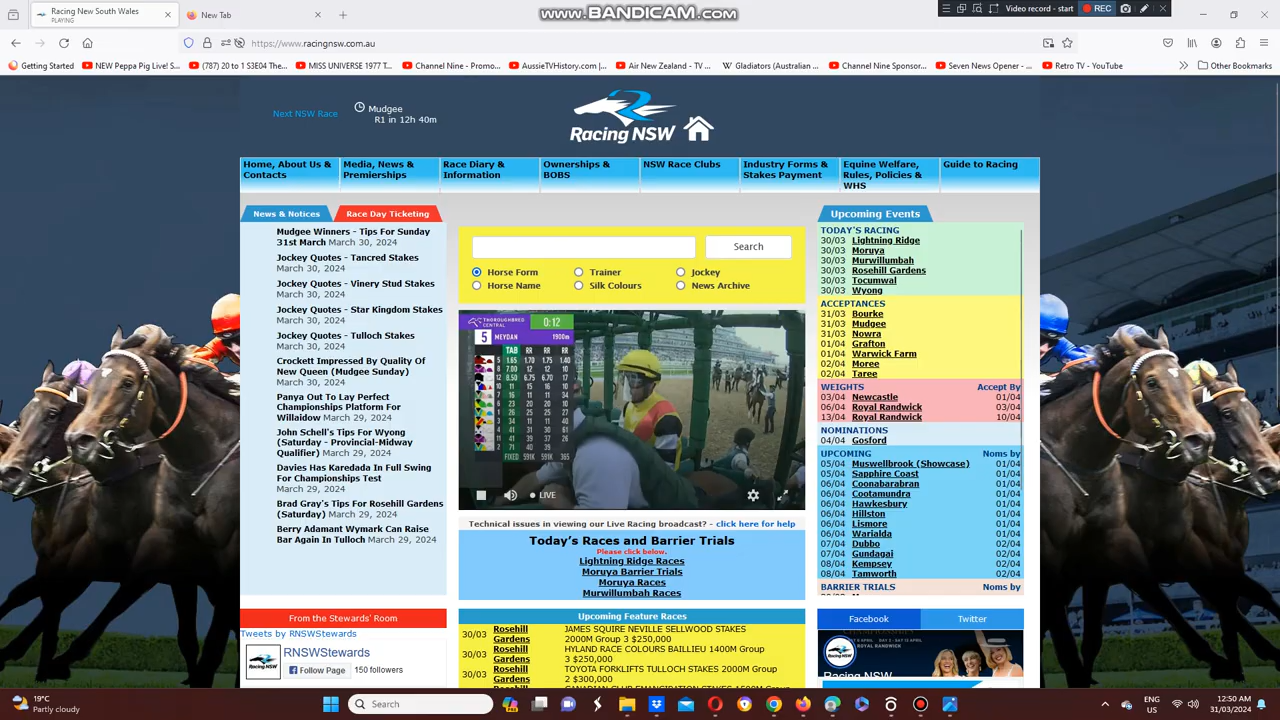 www.BANDICAM.com
Racing New South Wales
PLAYING
New Tab
Video record - start
REC
https://www.racingnsw.com.au
Getting Started
NEW Peppa Pig Live! S...
(787) 20 to 1 S3E04 The...
MISS UNIVERSE 1977 T...
Channel Nine - Promo...
AussieTVHistory.com |...
Air New Zealand - TV ...
Gladiators (Australian ...
Channel Nine Sponsor...
Seven News Opener - ...
Retro TV - YouTube
Other Bookmarks
Next NSW Race
Mudgee
R1 in 12h 40m
Racing NSW
Home, About Us &
Contacts
Media, News &
Premierships
Race Diary &
Information
Ownerships &
BOBS
NSW Race Clubs
Industry Forms &
Stakes Payment
Equine Welfare,
Rules, Policies &
WHS
Guide to Racing
News & Notices
Race Day Ticketing
Mudgee Winners - Tips For Sunday
31st March March 30, 2024
Jockey Quotes - Tancred Stakes
March 30, 2024
Jockey Quotes - Vinery Stud Stakes
March 30, 2024
Jockey Quotes - Star Kingdom Stakes
March 30, 2024
Jockey Quotes - Tulloch Stakes
March 30, 2024
Crockett Impressed By Quality Of
New Queen (Mudgee Sunday)
March 30, 2024
Panya Out To Lay Perfect
Championships Platform For
Willaidow March 29, 2024
John Schell's Tips For Wyong
(Saturday - Provincial-Midway
Qualifier) March 29, 2024
Davies Has Karedada In Full Swing
For Championships Test
March 29, 2024
Brad Gray's Tips For Rosehill Gardens
(Saturday) March 29, 2024
Berry Adamant Wymark Can Raise
Bar Again In Tulloch March 29, 2024
From the Stewards' Room
Tweets by RNSWStewards
RNSWStewards
Follow Page
150 followers
Search
Horse Form
Trainer
Jockey
Horse Name
Silk Colours
News Archive
THOROUGHBRED
CENTRAL
0:12
5 MEYDAN 1900m
TAB RR RR RR
5 1.65 1.70 1.75 1.40
LIVE
Technical issues in viewing our Live Racing broadcast? - click here for help
Today's Races and Barrier Trials
Please click below.
Lightning Ridge Races
Moruya Barrier Trials
Moruya Races
Murwillumbah Races
Upcoming Feature Races
30/03 Rosehill Gardens JAMES SQUIRE NEVILLE SELLWOOD STAKES
2000M Group 3 $250,000
30/03 Rosehill Gardens HYLAND RACE COLOURS BAILLIEU 1400M Group
3 $250,000
30/03 Rosehill Gardens TOYOTA FORKLIFTS TULLOCH STAKES 2000M Group
2 $300,000
Upcoming Events
TODAY'S RACING
30/03 Lightning Ridge
30/03 Moruya
30/03 Murwillumbah
30/03 Rosehill Gardens
30/03 Tocumwal
30/03 Wyong
ACCEPTANCES
31/03 Bourke
31/03 Mudgee
31/03 Nowra
01/04 Grafton
01/04 Warwick Farm
02/04 Moree
02/04 Taree
WEIGHTS Accept By
03/04 Newcastle 01/04
06/04 Royal Randwick 03/04
13/04 Royal Randwick 10/04
NOMINATIONS
04/04 Gosford
UPCOMING Noms by
05/04 Muswellbrook (Showcase) 01/04
05/04 Sapphire Coast 01/04
06/04 Coonabarabran 01/04
06/04 Cootamundra 01/04
06/04 Hawkesbury 01/04
06/04 Hillston 01/04
06/04 Lismore 01/04
06/04 Warialda 01/04
07/04 Dubbo 02/04
07/04 Gundagai 02/04
08/04 Kempsey 02/04
08/04 Tamworth 02/04
BARRIER TRIALS Noms by
Facebook
Twitter
ROYAL RANDWICK
Racing NSW
19°C
Partly cloudy
Search
ENG
US
12:50 AM
31/03/2024